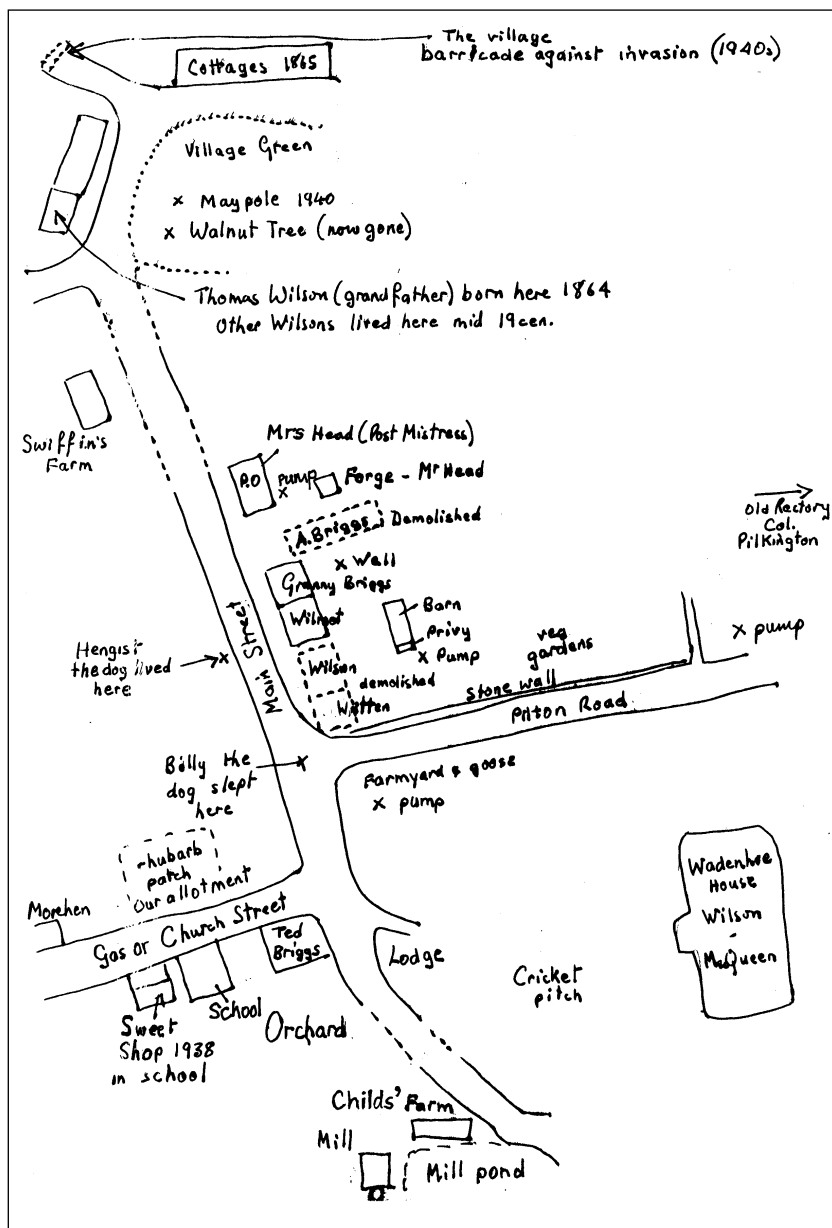 The village
barricade against invasion (1940s)
Cottages 1865
Village Green
x Maypole 1940
x Walnut Tree (now gone)
Thomas Wilson (grandfather) born here 1864
Other Wilsons lived here mid 19cen.
Swiffin's
Farm
Mrs Head (Post Mistress)
P.O
pump
x
Forge - Mr Head
A. Briggs
Demolished
x Well
Granny Briggs
Wilmot
Barn
Privy
x Pump
Wilson
demolished
Written
Old Rectory
Col.
Pilkington
x pump
veg
gardens
Stone wall
Pilton Road
Main Street
Hengist
the dog lived
here
x
Billy the
dog slept
here
x
Farmyard & goose
x pump
rhubarb
patch
Our allotment
Morehen
Gas or Church Street
Ted
Briggs
Lodge
School
Sweet
Shop 1938
in school
Orchard
Cricket
pitch
Wadenhoe
House
Wilson
-
MacQueen
Childs' Farm
Mill
Mill pond